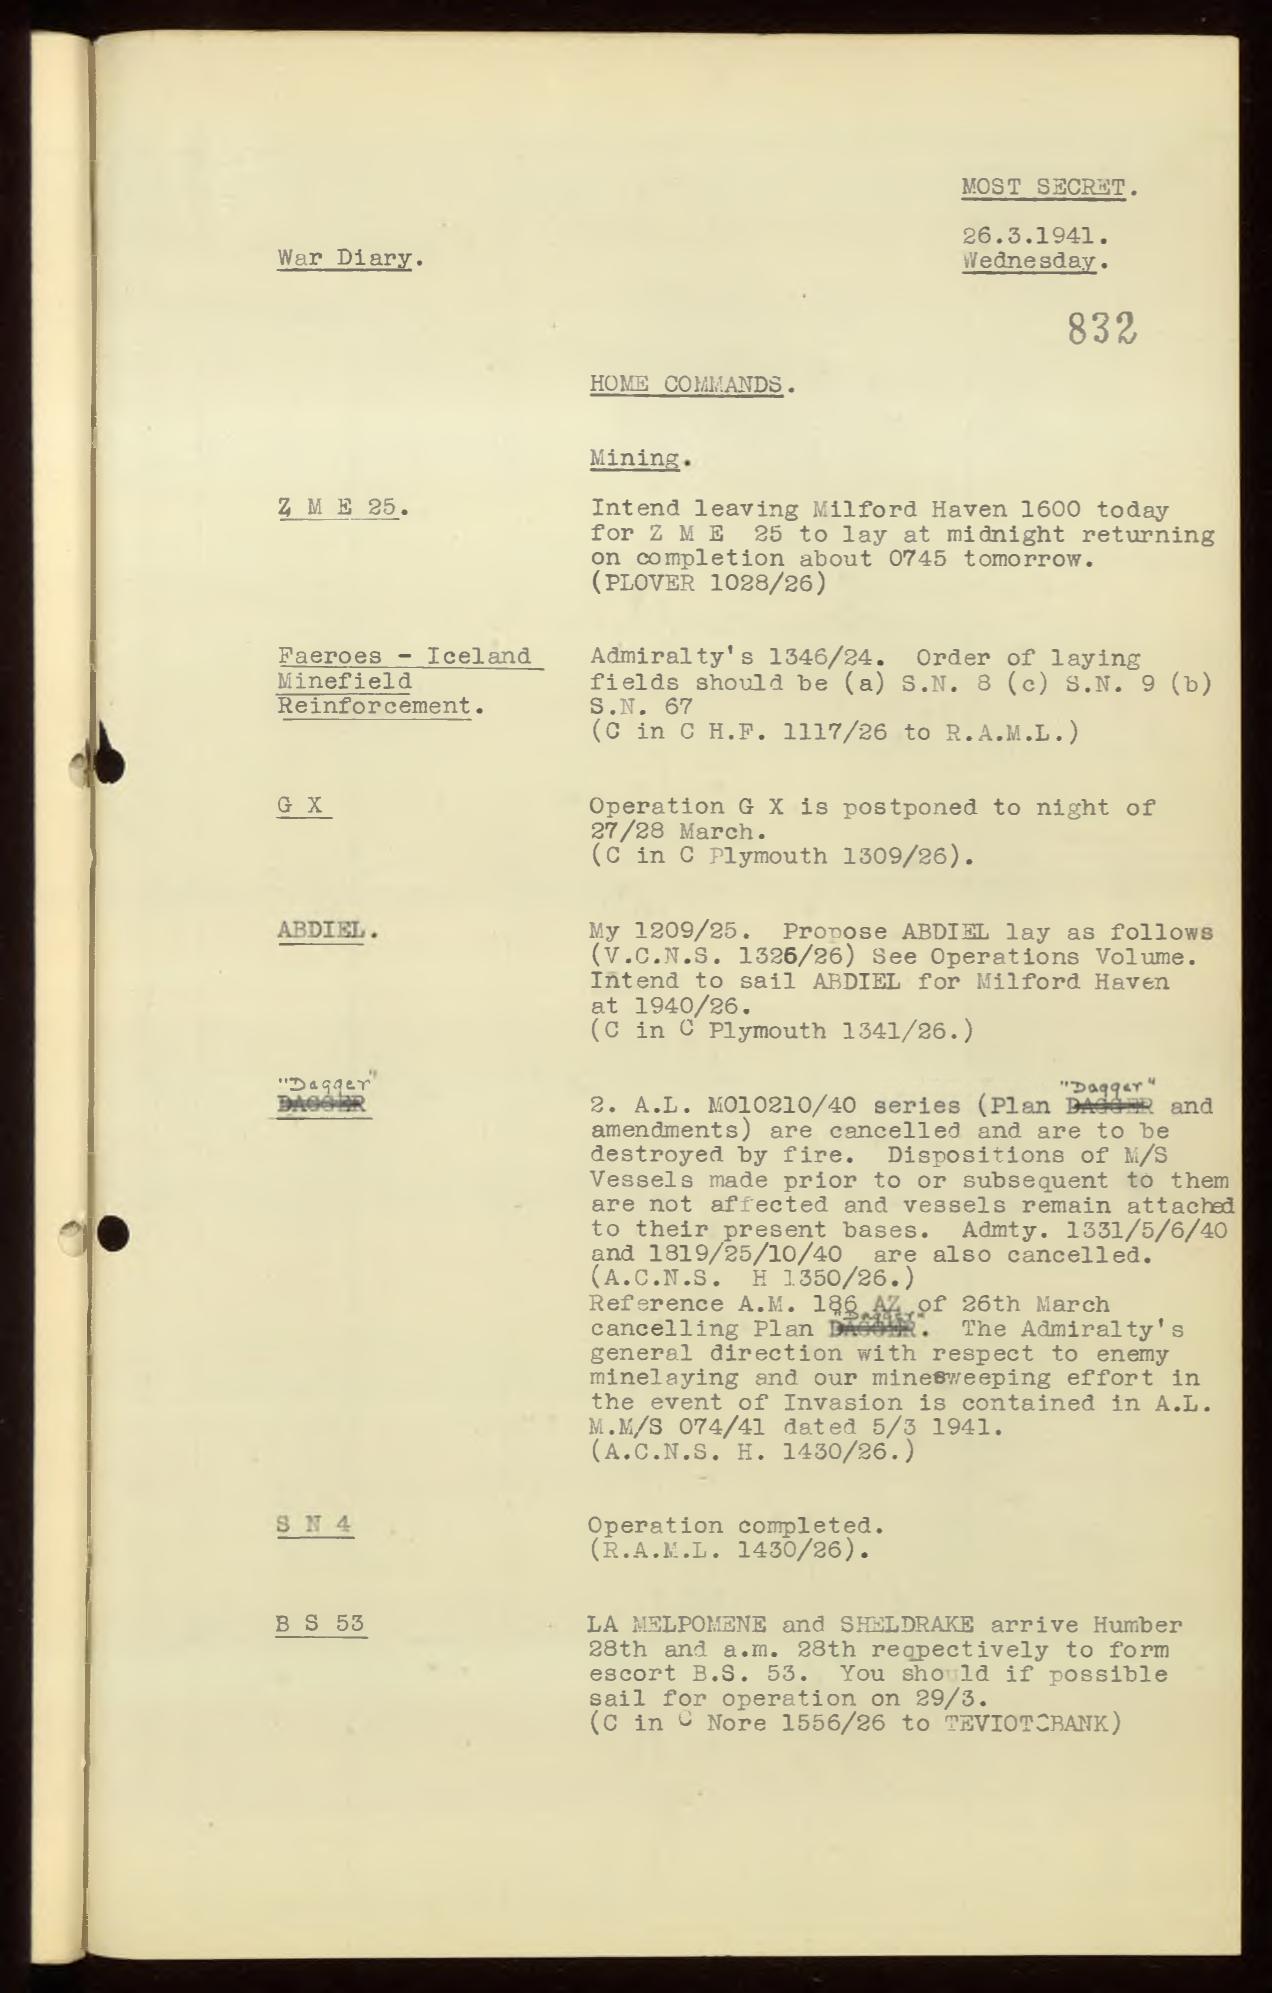 MOST SECRET.
26.3.1941.
War Diary.
Wednesday.
832
HOME COMMANDS.
Mining.
Z M E 25.
Intend leaving Milford Haven 1600 today
for Z M E 25 to lay at midnight returning
on completion about 0745 tomorrow.
(PLOVER 1028/26)
Faeroes - Iceland
Minefield
Reinforcement.
Admiralty's 1346/24. Order of laying
fields should be (a) S.N. 8 (c) S.N. 9 (b)
S.N. 67
(C in C H.F. 1117/26 to R.A.M.L.)
G X
Operation G X is postponed to night of
27/28 March.
(C in C Plymouth 1309/26).
ABDIEL.
My 1209/25. Propose ABDIEL lay as follows
(V.C.N.S. 1326/26) See Operations Volume.
Intend to sail ABDIEL for Milford Haven
at 1940/26.
(C in C Plymouth 1341/26.)
"Dagger"
DAGGER
"Dagger"
2. A.L. M010210/40 series (Plan DAGGER and
amendments) are cancelled and are to be
destroyed by fire. Dispositions of M/S
Vessels made prior to or subsequent to them
are not affected and vessels remain attached
to their present bases. Admty. 1331/5/6/40
and 1819/25/10/40 are also cancelled.
(A.C.N.S. H 1350/26.)
Reference A.M. 186 AZ of 26th March
"Dagger"
cancelling Plan DAGGER. The Admiralty's
general direction with respect to enemy
minelaying and our minesweeping effort in
the event of Invasion is contained in A.L.
M.M/S 074/41 dated 5/3 1941.
(A.C.N.S. H. 1430/26.)
S N 4
Operation completed.
(R.A.M.L. 1430/26).
B S 53
LA MELPOMENE and SHELDRAKE arrive Humber
28th and a.m. 28th reqpectively to form
escort B.S. 53. You should if possible
sail for operation on 29/3.
(C in C Nore 1556/26 to TEVIOTBANK)